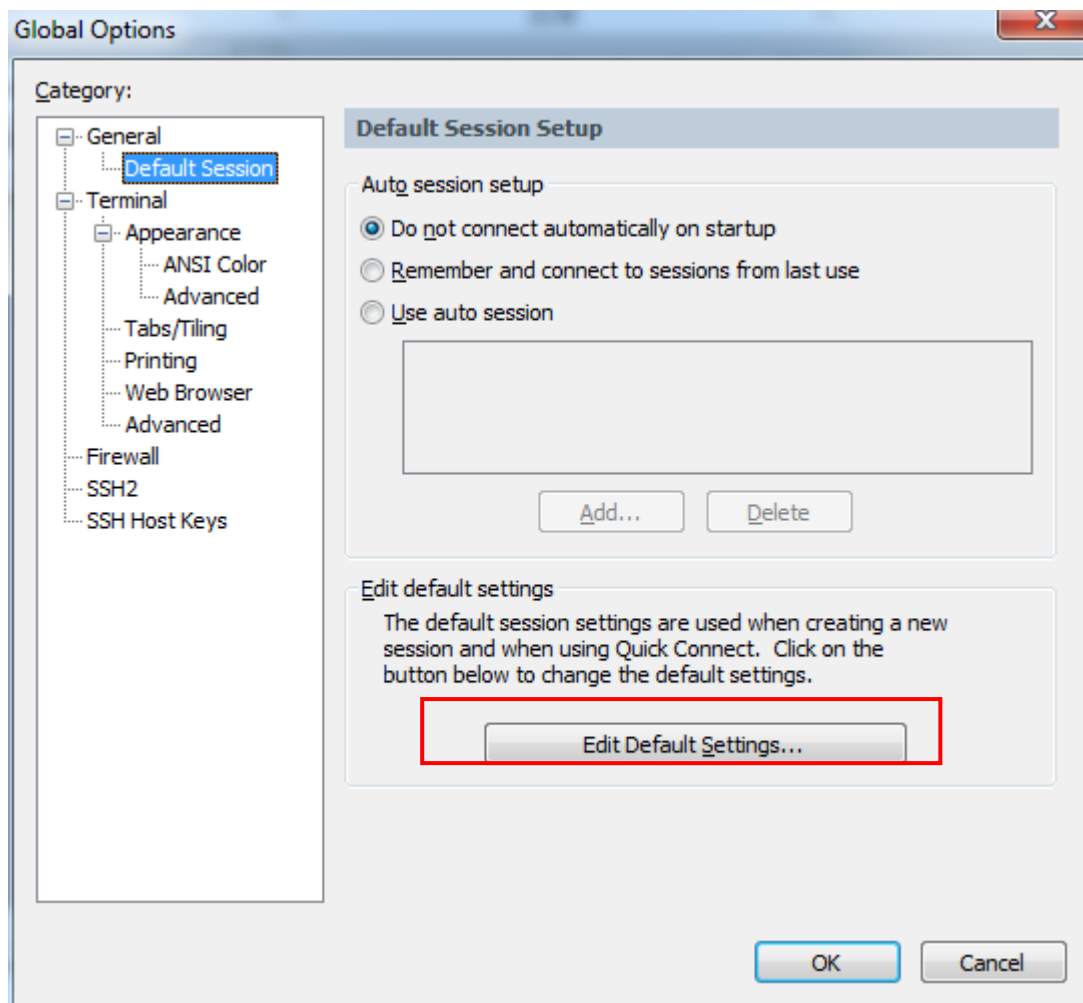 Global Options
Category:
General
Default Session
Terminal
Appearance
ANSI Color
Advanced
Tabs/Tiling
Printing
Web Browser
Advanced
Firewall
SSH2
SSH Host Keys
Default Session Setup
Auto session setup
Do not connect automatically on startup
Remember and connect to sessions from last use
Use auto session
Add... Delete
Edit default settings
The default session settings are used when creating a new
session and when using Quick Connect. Click on the
button below to change the default settings.
Edit Default Settings...
OK Cancel